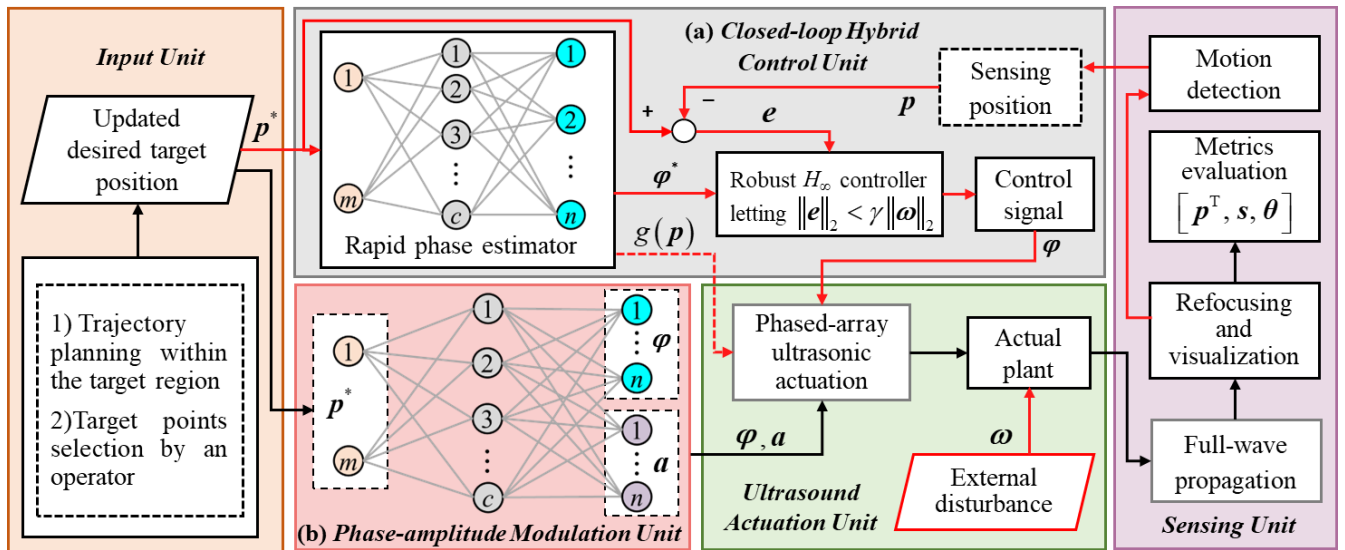 Input Unit
Updated
desired target
position
p*
1) Trajectory
planning within
the target region
2)Target points
selection by an
operator
(a) Closed-loop Hybrid
Control Unit
1
m
1
2
3
c
1
2
n
Rapid phase estimator
φ*
g(p)
+
−
e
p
Sensing
position
Robust H∞ controller
letting ‖e‖₂ < γ‖ω‖₂
Control
signal
φ
(b) Phase-amplitude Modulation Unit
p*
1
m
1
2
3
c
1
n
φ
1
n
a
φ, a
Phased-array
ultrasonic
actuation
Actual
plant
ω
External
disturbance
Ultrasound
Actuation Unit
Motion
detection
Metrics
evaluation
[pᵀ, s, θ]
Refocusing and
visualization
Full-wave
propagation
Sensing Unit